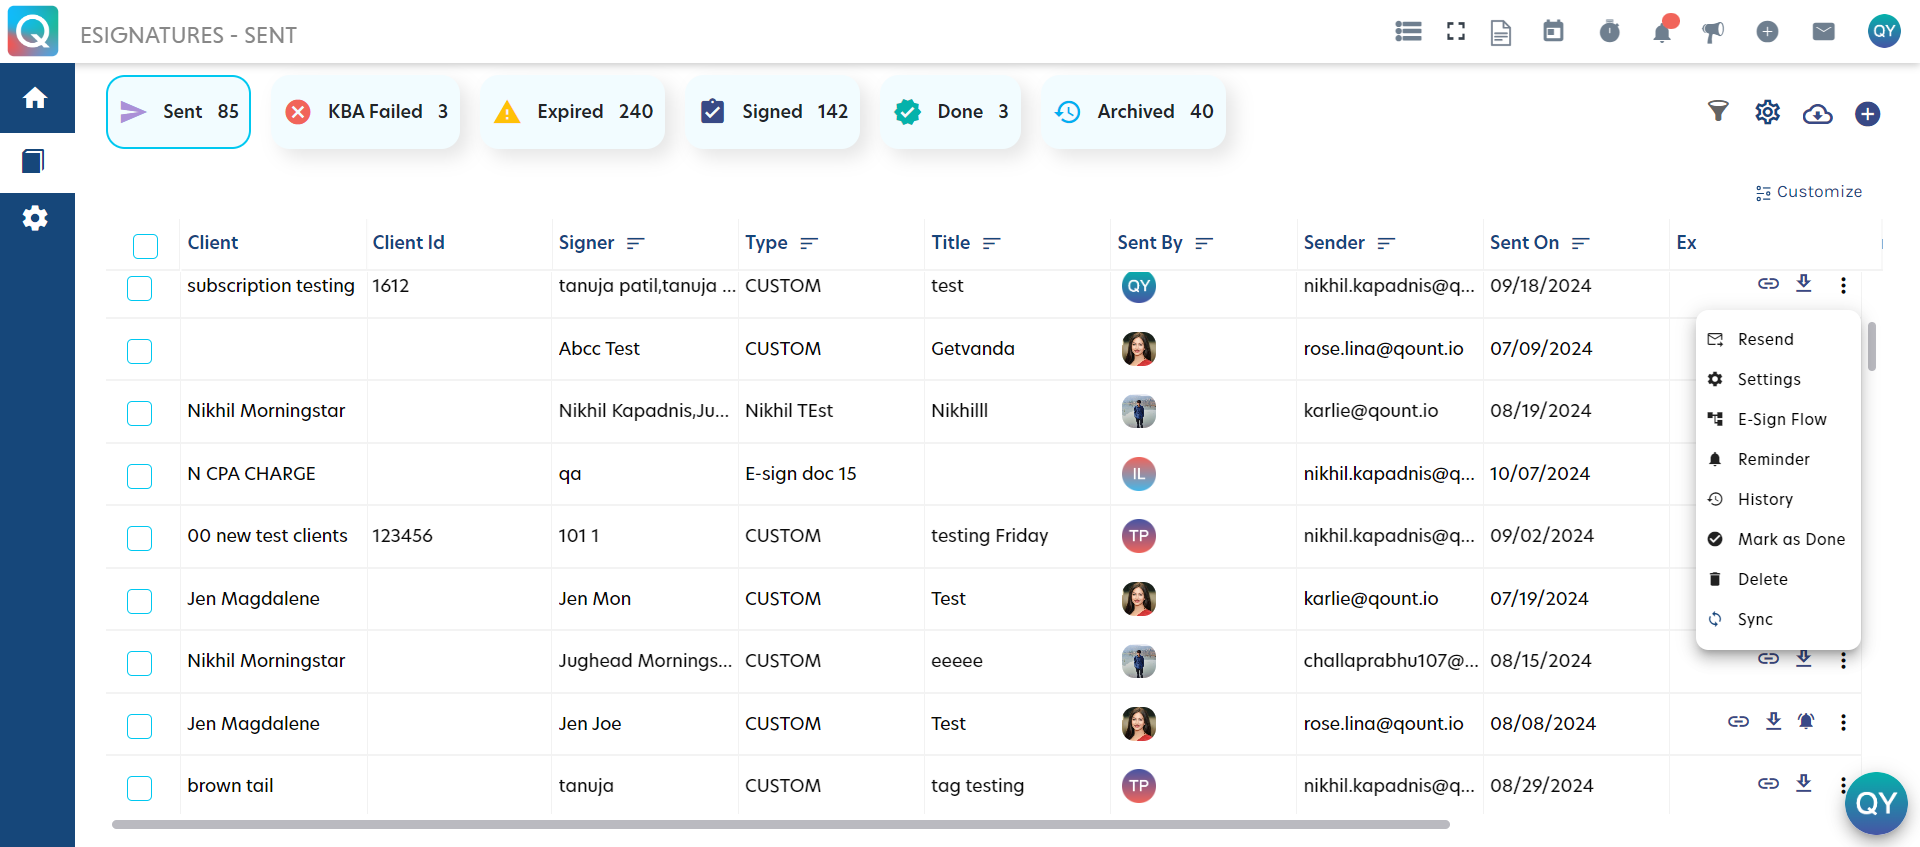 Q ESIGNATURES - SENT QY
Sent 85 KBA Failed 3 Expired 240 Signed 142 Done 3 Archived 40
Customize
Client Client Id Signer Type Title Sent By Sender Sent On Ex
subscription testing 1612 tanuja patil,tanuja ... CUSTOM test QY nikhil.kapadnis@q... 09/18/2024
Abcc Test CUSTOM Getvanda rose.lina@qount.io 07/09/2024
Nikhil Morningstar Nikhil Kapadnis,Ju... Nikhil TEst Nikhilll karlie@qount.io 08/19/2024
N CPA CHARGE qa E-sign doc 15 IL nikhil.kapadnis@q... 10/07/2024
00 new test clients 123456 101 1 CUSTOM testing Friday TP nikhil.kapadnis@q... 09/02/2024
Jen Magdalene Jen Mon CUSTOM Test karlie@qount.io 07/19/2024
Nikhil Morningstar Jughead Mornings... CUSTOM eeeee challaprabhu107@... 08/15/2024
Jen Magdalene Jen Joe CUSTOM Test rose.lina@qount.io 08/08/2024
brown tail tanuja CUSTOM tag testing TP nikhil.kapadnis@q... 08/29/2024
Resend
Settings
E-Sign Flow
Reminder
History
Mark as Done
Delete
Sync
QY